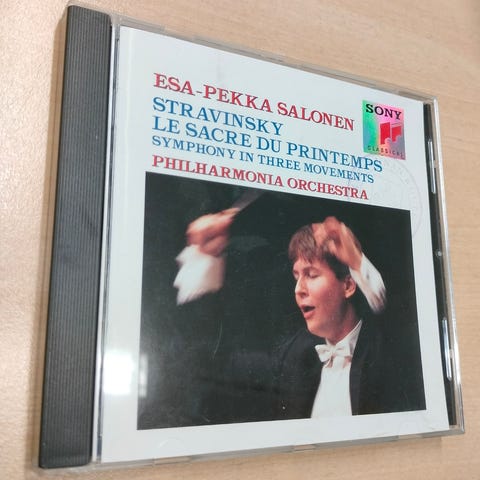 ESA-PEKKA SALONEN
STRAVINSKY
LE SACRE DU PRINTEMPS
SYMPHONY IN THREE MOVEMENTS
PHILHARMONIA ORCHESTRA
SONY
CLASSICAL